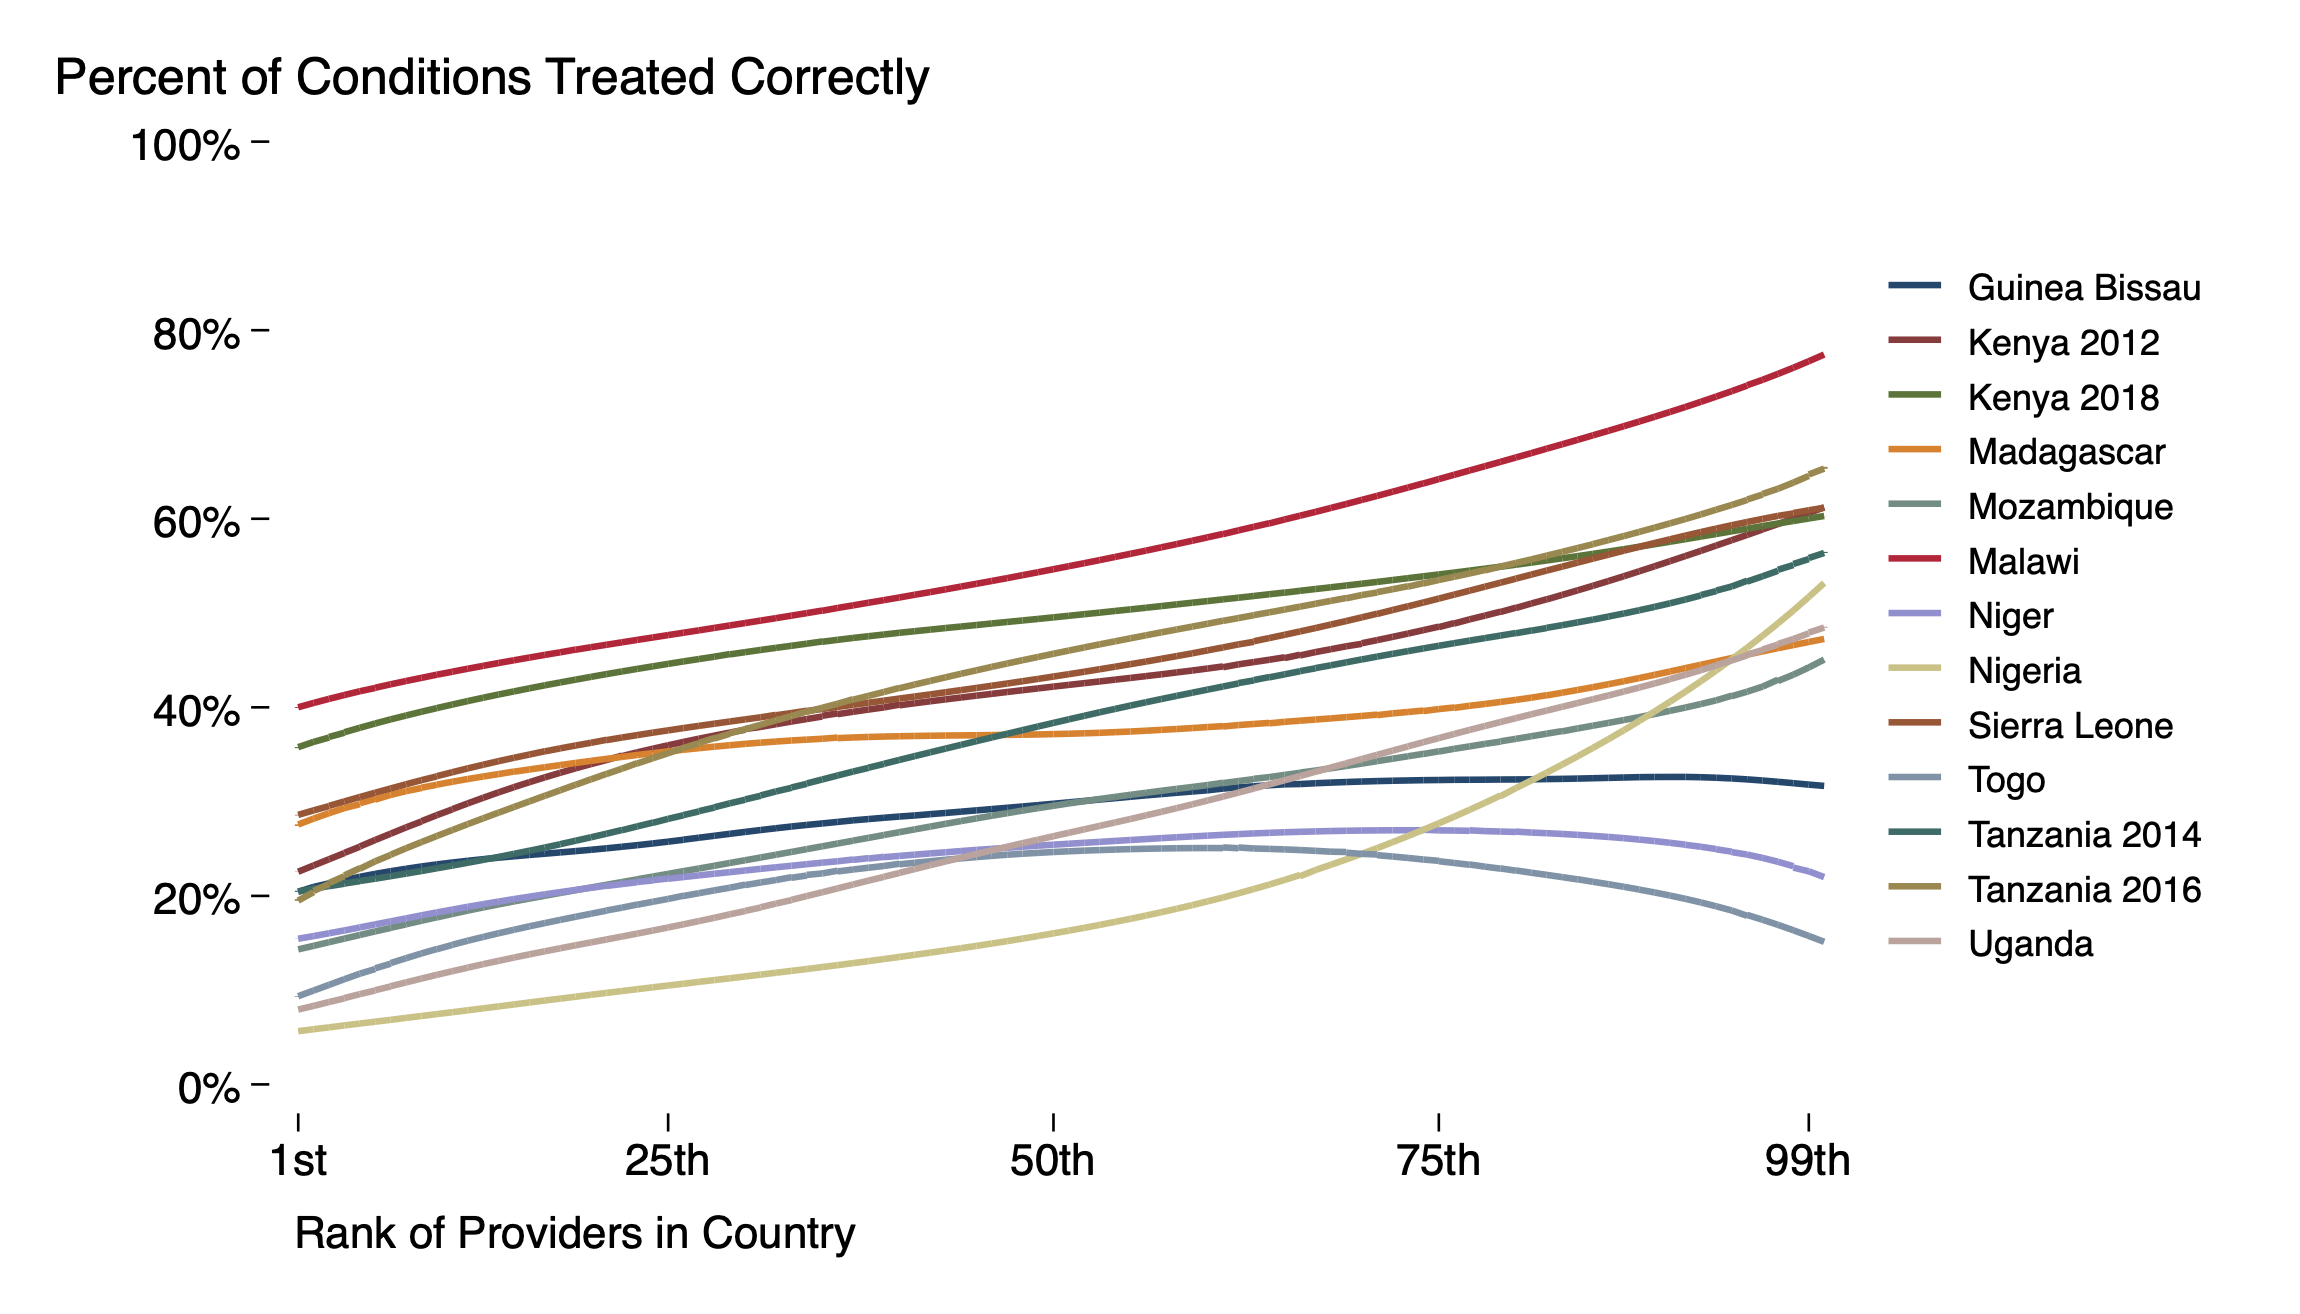 Percent of Conditions Treated Correctly
100%
80%
60%
40%
20%
0%
1st 25th 50th 75th 99th
Rank of Providers in Country
Guinea Bissau
Kenya 2012
Kenya 2018
Madagascar
Mozambique
Malawi
Niger
Nigeria
Sierra Leone
Togo
Tanzania 2014
Tanzania 2016
Uganda